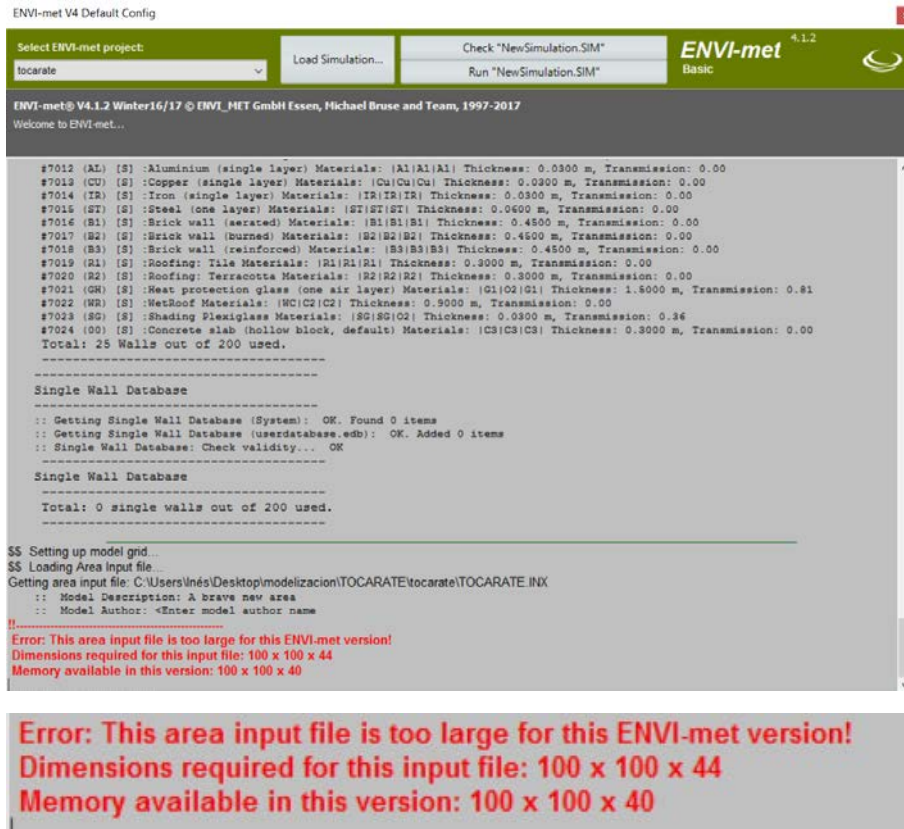 ENVI-met V4 Default Config
Select ENVI-met project:
tocarate
Load Simulation...
Check "NewSimulation.SIM"
Run "NewSimulation.SIM"
ENVI-met 4.1.2
Basic
ENVI-met® V4.1.2 Winter16/17 © ENVI_MET GmbH Essen, Michael Bruse and Team, 1997-2017
Welcome to ENVI-met...
#7012 (AL) [S] :Aluminium (single layer) Materials: |Al|Al|Al| Thickness: 0.0300 m, Transmission: 0.00
#7013 (CU) [S] :Copper (single layer) Materials: |Cu|Cu|Cu| Thickness: 0.0300 m, Transmission: 0.00
#7014 (IR) [S] :Iron (single layer) Materials: |IR|IR|IR| Thickness: 0.0300 m, Transmission: 0.00
#7015 (ST) [S] :Steel (one layer) Materials: |ST|ST|ST| Thickness: 0.0600 m, Transmission: 0.00
#7016 (B1) [S] :Brick wall (aerated) Materials: |B1|B1|B1| Thickness: 0.4500 m, Transmission: 0.00
#7017 (B2) [S] :Brick wall (burned) Materials: |B2|B2|B2| Thickness: 0.4500 m, Transmission: 0.00
#7018 (B3) [S] :Brick wall (reinforced) Materials: |B3|B3|B3| Thickness: 0.4500 m, Transmission: 0.00
#7019 (R1) [S] :Roofing: Tile Materials: |R1|R1|R1| Thickness: 0.3000 m, Transmission: 0.00
#7020 (R2) [S] :Roofing: Terracotta Materials: |R2|R2|R2| Thickness: 0.3000 m, Transmission: 0.00
#7021 (GH) [S] :Heat protection glass (one air layer) Materials: |G1|O2|G1| Thickness: 1.5000 m, Transmission: 0.81
#7022 (WR) [S] :WetRoof Materials: |WC|C2|C2| Thickness: 0.9000 m, Transmission: 0.00
#7023 (SG) [S] :Shading Plexiglass Materials: |SG|SG|O2| Thickness: 0.0300 m, Transmission: 0.36
#7024 (00) [S] :Concrete slab (hollow block, default) Materials: |C3|C3|C3| Thickness: 0.3000 m, Transmission: 0.00
Total: 25 Walls out of 200 used.
------------------------------------
------------------------------------
Single Wall Database
------------------------------------
:: Getting Single Wall Database (System): OK. Found 0 items
:: Getting Single Wall Database (userdatabase.edb): OK. Added 0 items
:: Single Wall Database: Check validity... OK
------------------------------------
Single Wall Database
------------------------------------
Total: 0 single walls out of 200 used.
------------------------------------
$$ Setting up model grid...
$$ Loading Area Input file...
Getting area input file: C:\Users\Inés\Desktop\modelizacion\TOCARATE\tocarate\TOCARATE.INX
:: Model Description: A brave new area
:: Model Author: <Enter model author name
!!------------------------------------
Error: This area input file is too large for this ENVI-met version!
Dimensions required for this input file: 100 x 100 x 44
Memory available in this version: 100 x 100 x 40
Error: This area input file is too large for this ENVI-met version!
Dimensions required for this input file: 100 x 100 x 44
Memory available in this version: 100 x 100 x 40